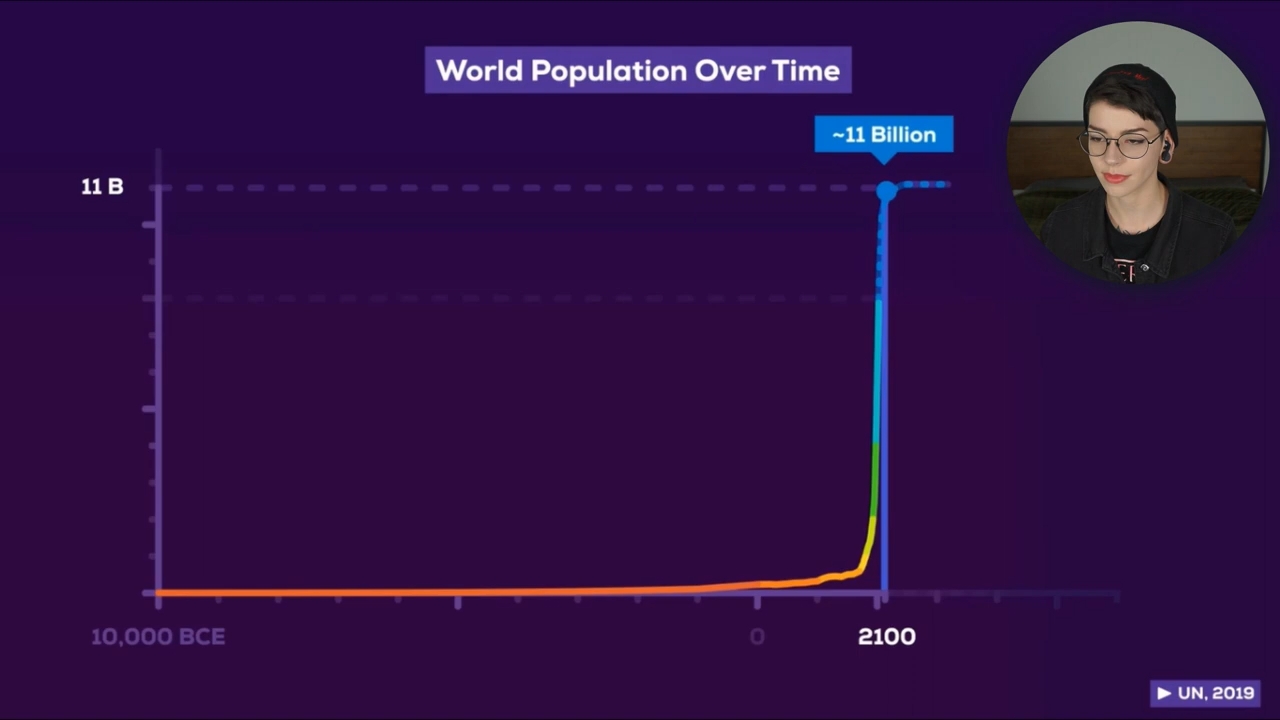 World Population Over Time
~11 Billion
11 B
10,000 BCE
0
2100
▶ UN, 2019